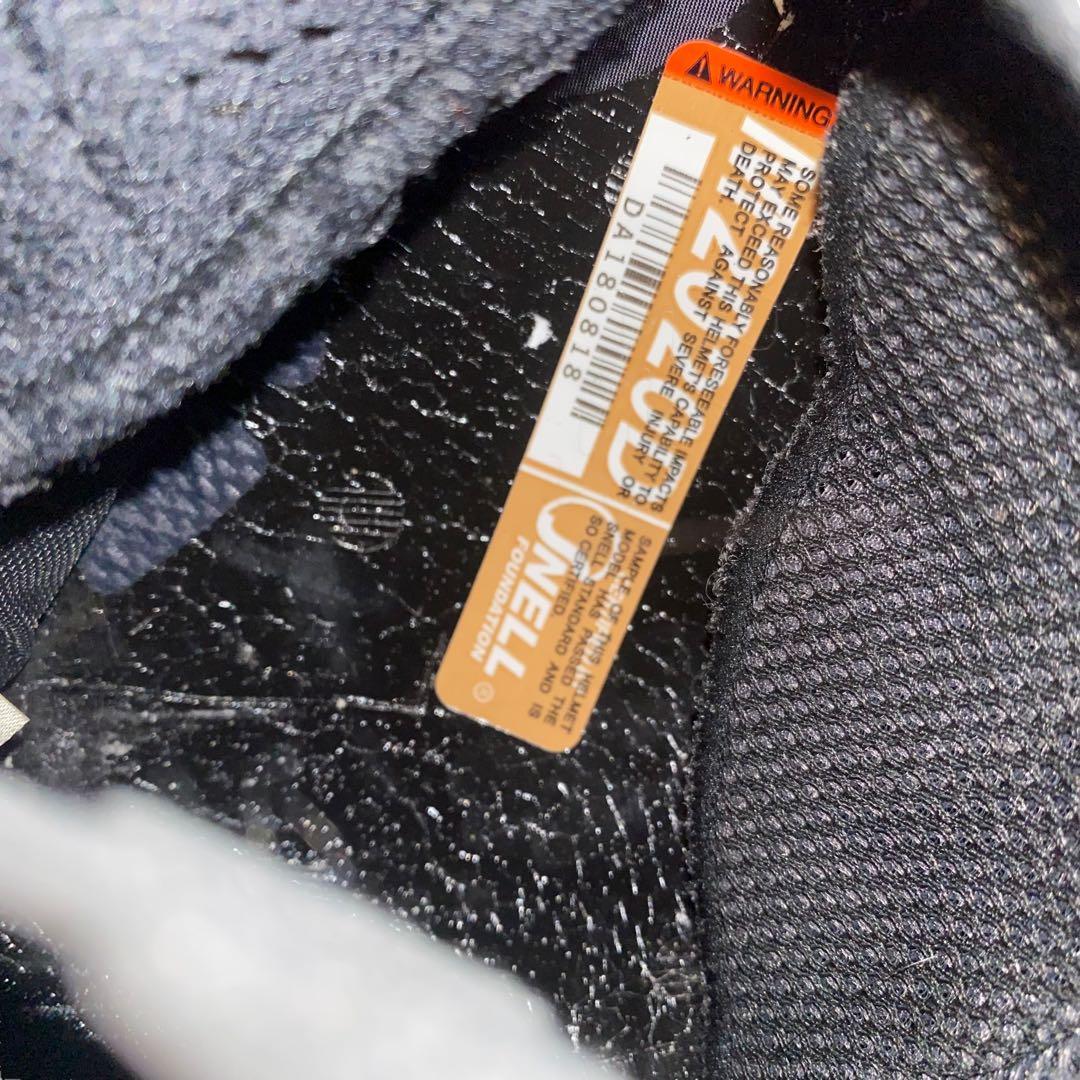 WARNING
SOME REASONABLY FORESEEABLE IMPACTS
MAY EXCEED THIS HELMET'S CAPABILITY TO
PROTECT AGAINST SEVERE INJURY OR
DEATH.
M2020D
DA180818
SNELL
FOUNDATION
®
SAMPLE OF THIS HELMET
MODEL HAS PASSED THE
SNELL STANDARD AND IS
SO CERTIFIED.